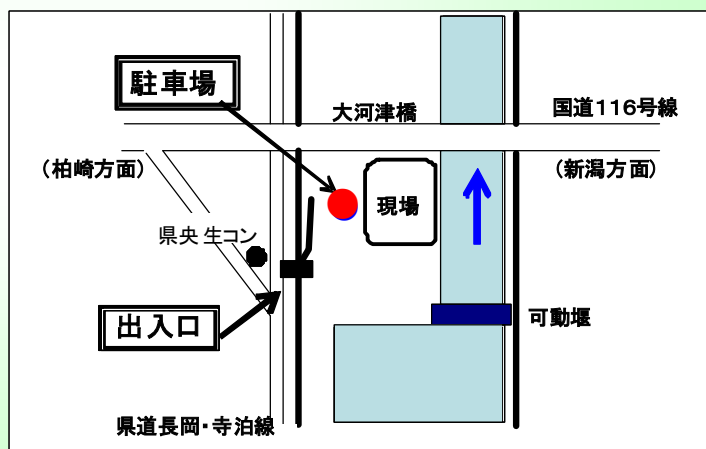 駐車場
大河津橋
国道116号線
(柏崎方面)
(新潟方面)
現場
県央 生コン
出入口
可動堰
県道長岡・寺泊線